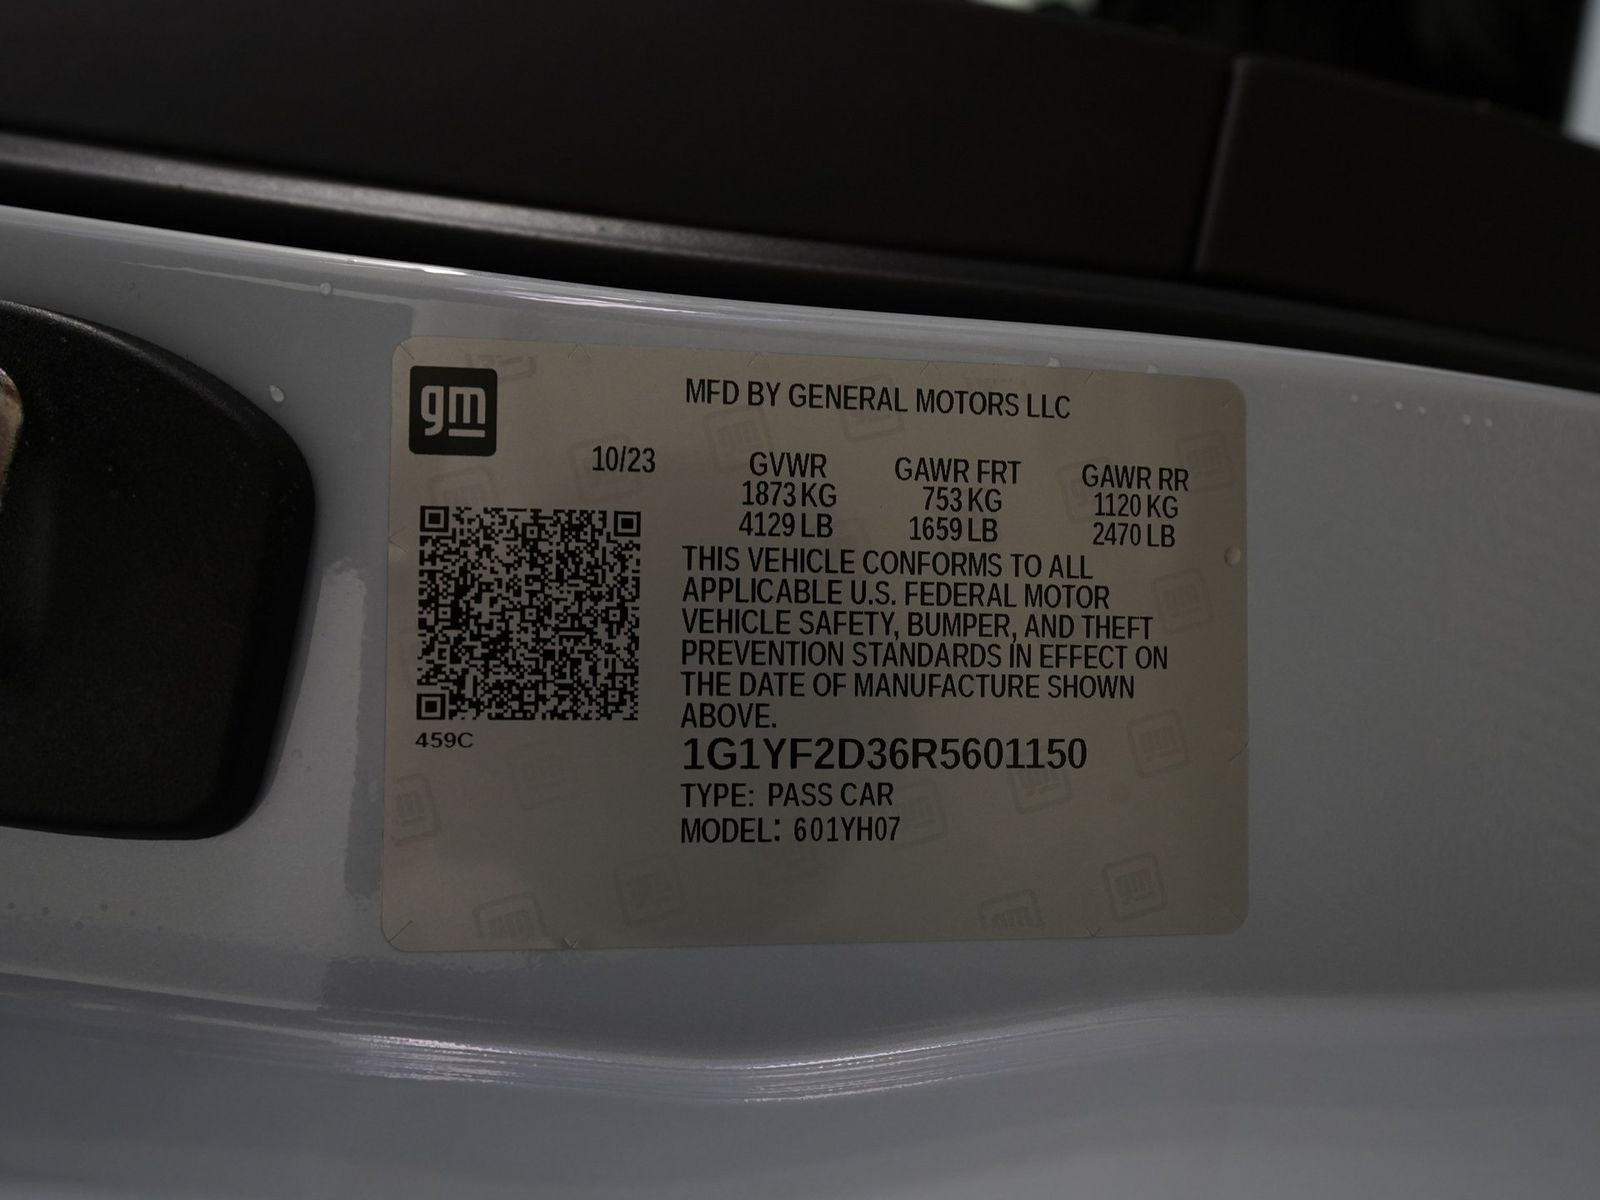 gm
MFD BY GENERAL MOTORS LLC
10/23 GVWR GAWR FRT GAWR RR
1873 KG 753 KG 1120 KG
4129 LB 1659 LB 2470 LB
THIS VEHICLE CONFORMS TO ALL
APPLICABLE U.S. FEDERAL MOTOR
VEHICLE SAFETY, BUMPER, AND THEFT
PREVENTION STANDARDS IN EFFECT ON
THE DATE OF MANUFACTURE SHOWN
ABOVE.
459C
1G1YF2D36R5601150
TYPE: PASS CAR
MODEL: 601YH07